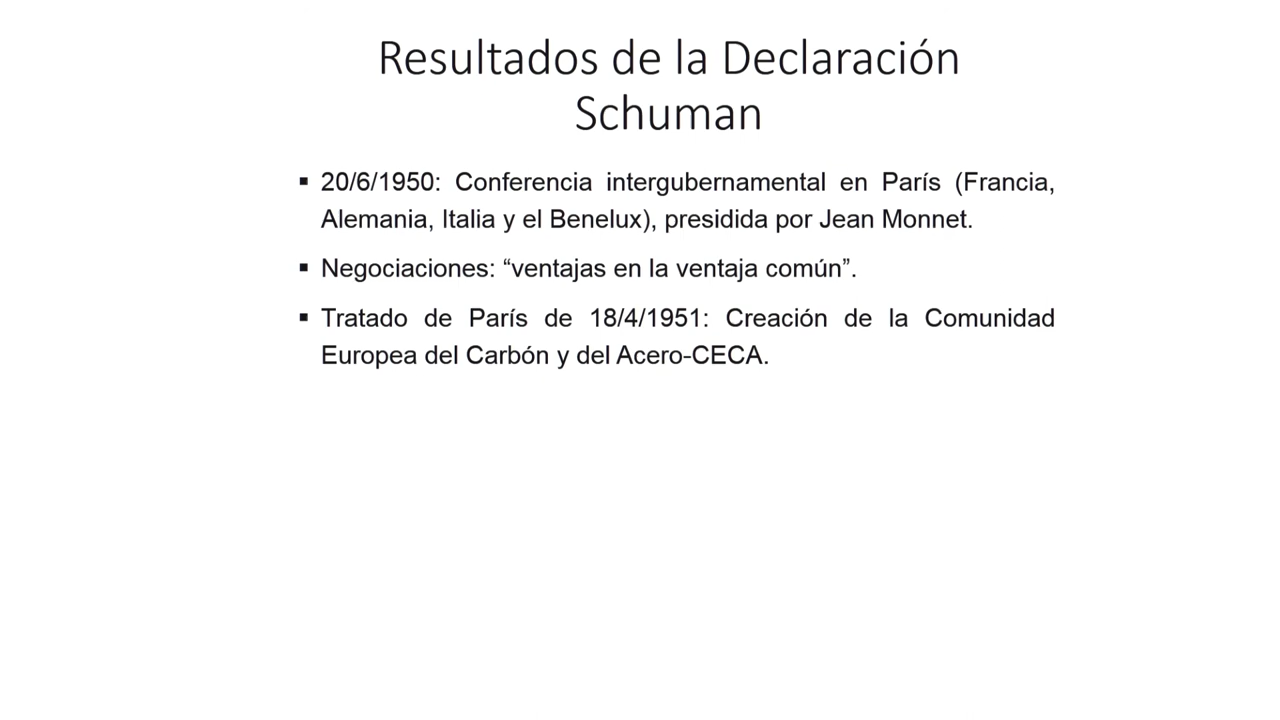 Resultados de la Declaración
Schuman
▪ 20/6/1950: Conferencia intergubernamental en París (Francia,
Alemania, Italia y el Benelux), presidida por Jean Monnet.
▪ Negociaciones: “ventajas en la ventaja común”.
▪ Tratado de París de 18/4/1951: Creación de la Comunidad
Europea del Carbón y del Acero-CECA.